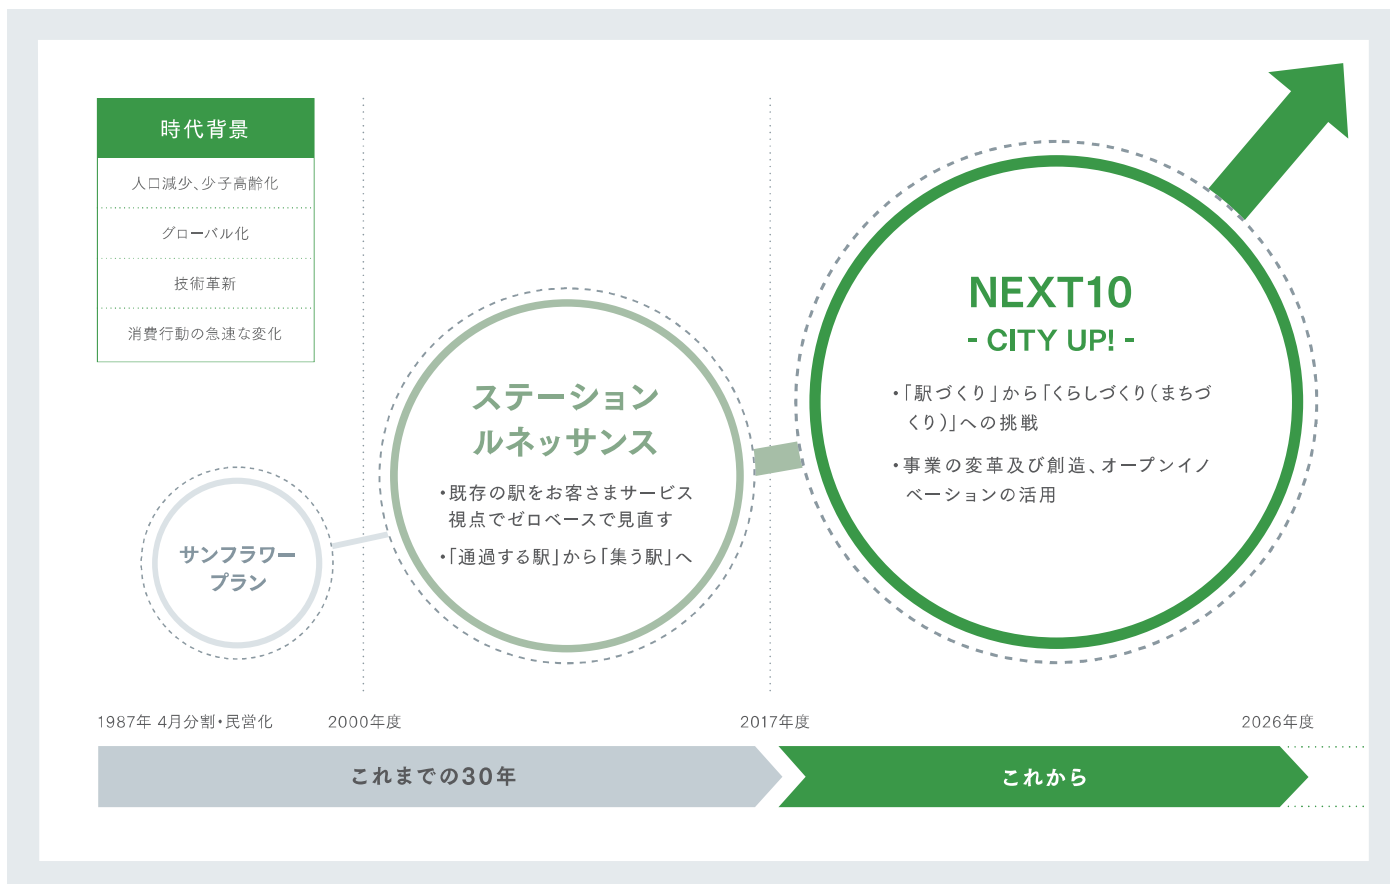 時代背景
人口減少、少子高齢化
グローバル化
技術革新
消費行動の急速な変化
サンフラワー
プラン
ステーション
ルネッサンス
・既存の駅をお客さまサービス
視点でゼロベースで見直す
・「通過する駅」から「集う駅」へ
NEXT10
- CITY UP! -
・「駅づくり」から「くらしづくり（まちづ
くり）」への挑戦
・事業の変革及び創造、オープンイノ
ベーションの活用
1987年 4月分割・民営化
2000年度
2017年度
2026年度
これまでの30年
これから